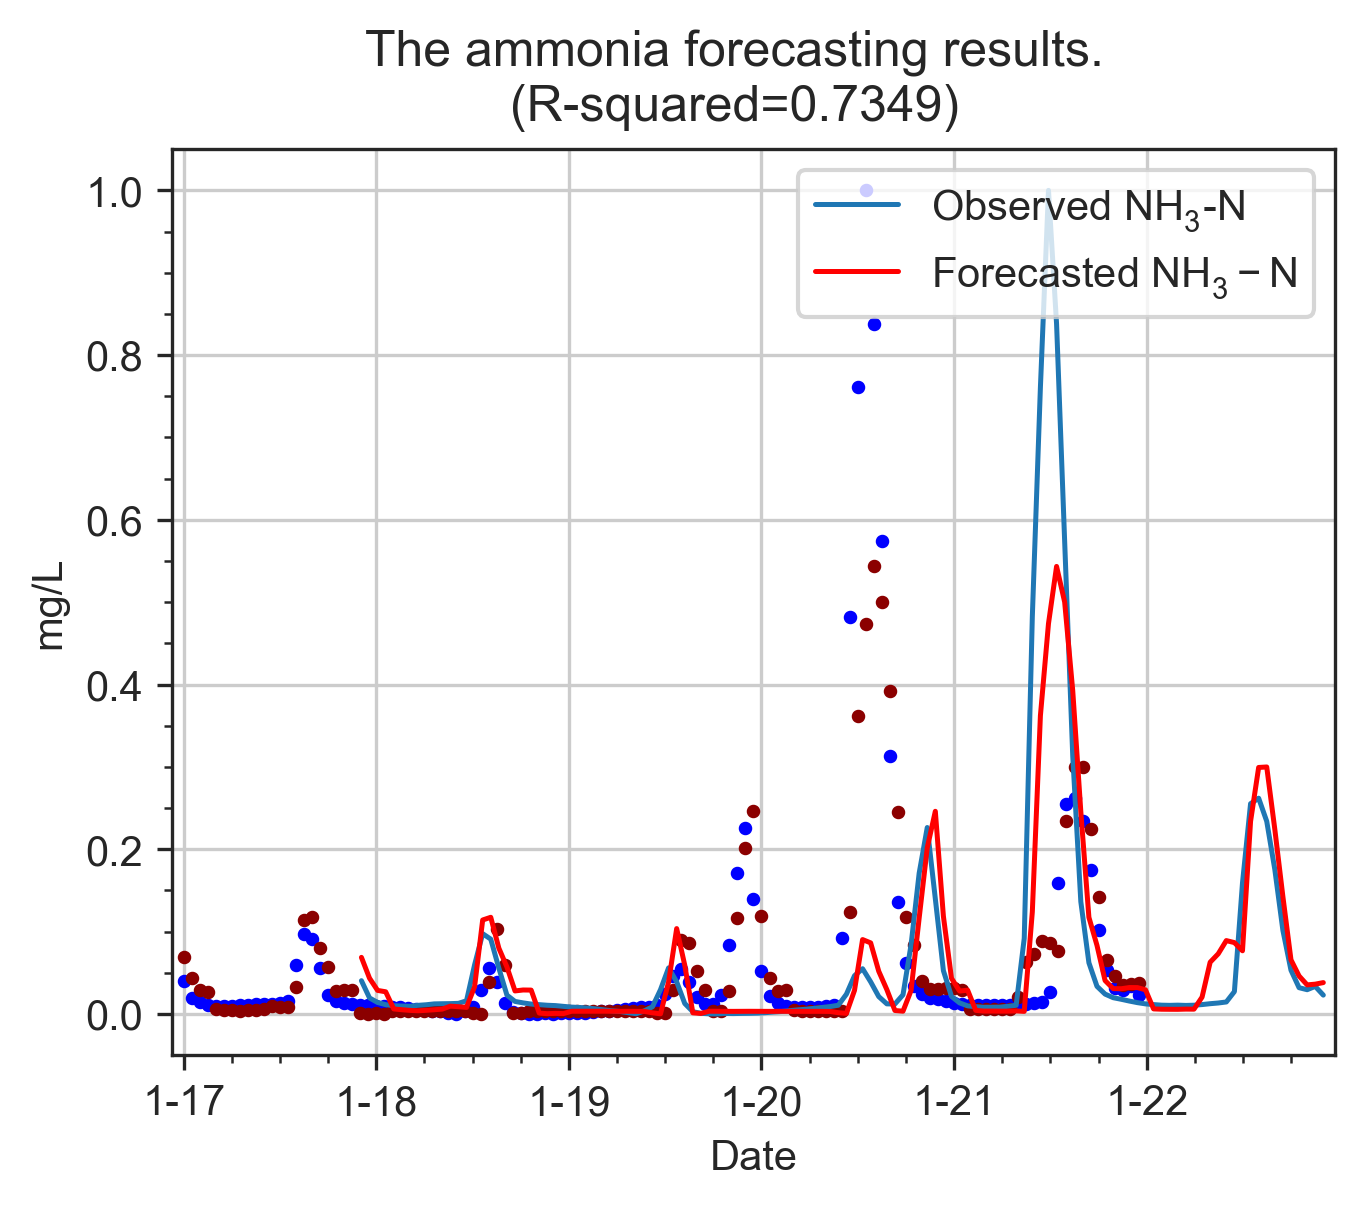 The ammonia forecasting results.
(R-squared=0.7349)
Observed NH₃-N
Forecasted NH₃ − N
1.0
0.8
0.6
0.4
0.2
0.0
mg/L
1-17 1-18 1-19 1-20 1-21 1-22
Date